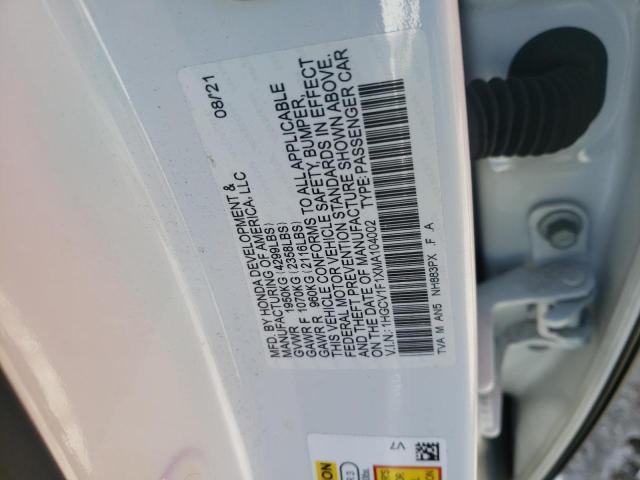 MFD. BY HONDA DEVELOPMENT &
MANUFACTURING OF AMERICA, LLC
08/21
GVWR 1950KG (4299LBS)
GAWR F 1070KG (2358LBS)
GAWR R 960KG (2116LBS)
THIS VEHICLE CONFORMS TO ALL APPLICABLE
FEDERAL MOTOR VEHICLE SAFETY, BUMPER,
AND THEFT PREVENTION STANDARDS IN EFFECT
ON THE DATE OF MANUFACTURE SHOWN ABOVE.
V.I.N.: 1HGCV1F1XMA104002 TYPE: PASSENGER CAR
TVA M AN5 NH883PX F A
V7